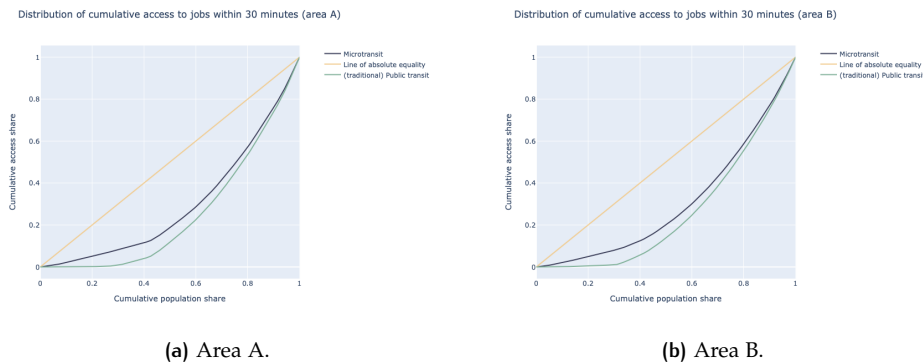 Distribution of cumulative access to jobs within 30 minutes (area A)
Microtransit
Line of absolute equality
(traditional) Public transit
1
0.8
0.6
0.4
0.2
0
Cumulative access share
0
0.2
0.4
0.6
0.8
1
Cumulative population share
(a) Area A.
Distribution of cumulative access to jobs within 30 minutes (area B)
Microtransit
Line of absolute equality
(traditional) Public transit
1
0.8
0.6
0.4
0.2
0
Cumulative access share
0
0.2
0.4
0.6
0.8
1
Cumulative population share
(b) Area B.